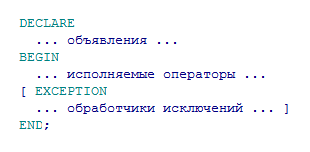 DECLARE
... объявления ...
BEGIN
... исполняемые операторы ...
[ EXCEPTION
... обработчики исключений ... ]
END;